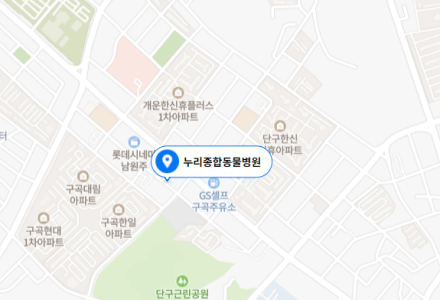 개운한신휴플러스
1차아파트
단구한신
휴아파트
롯데시네마
남원주
누리종합동물병원
GS셀프
구곡주유소
구곡대림
아파트
구곡한일
아파트
구곡현대
1차아파트
터
단구근린공원